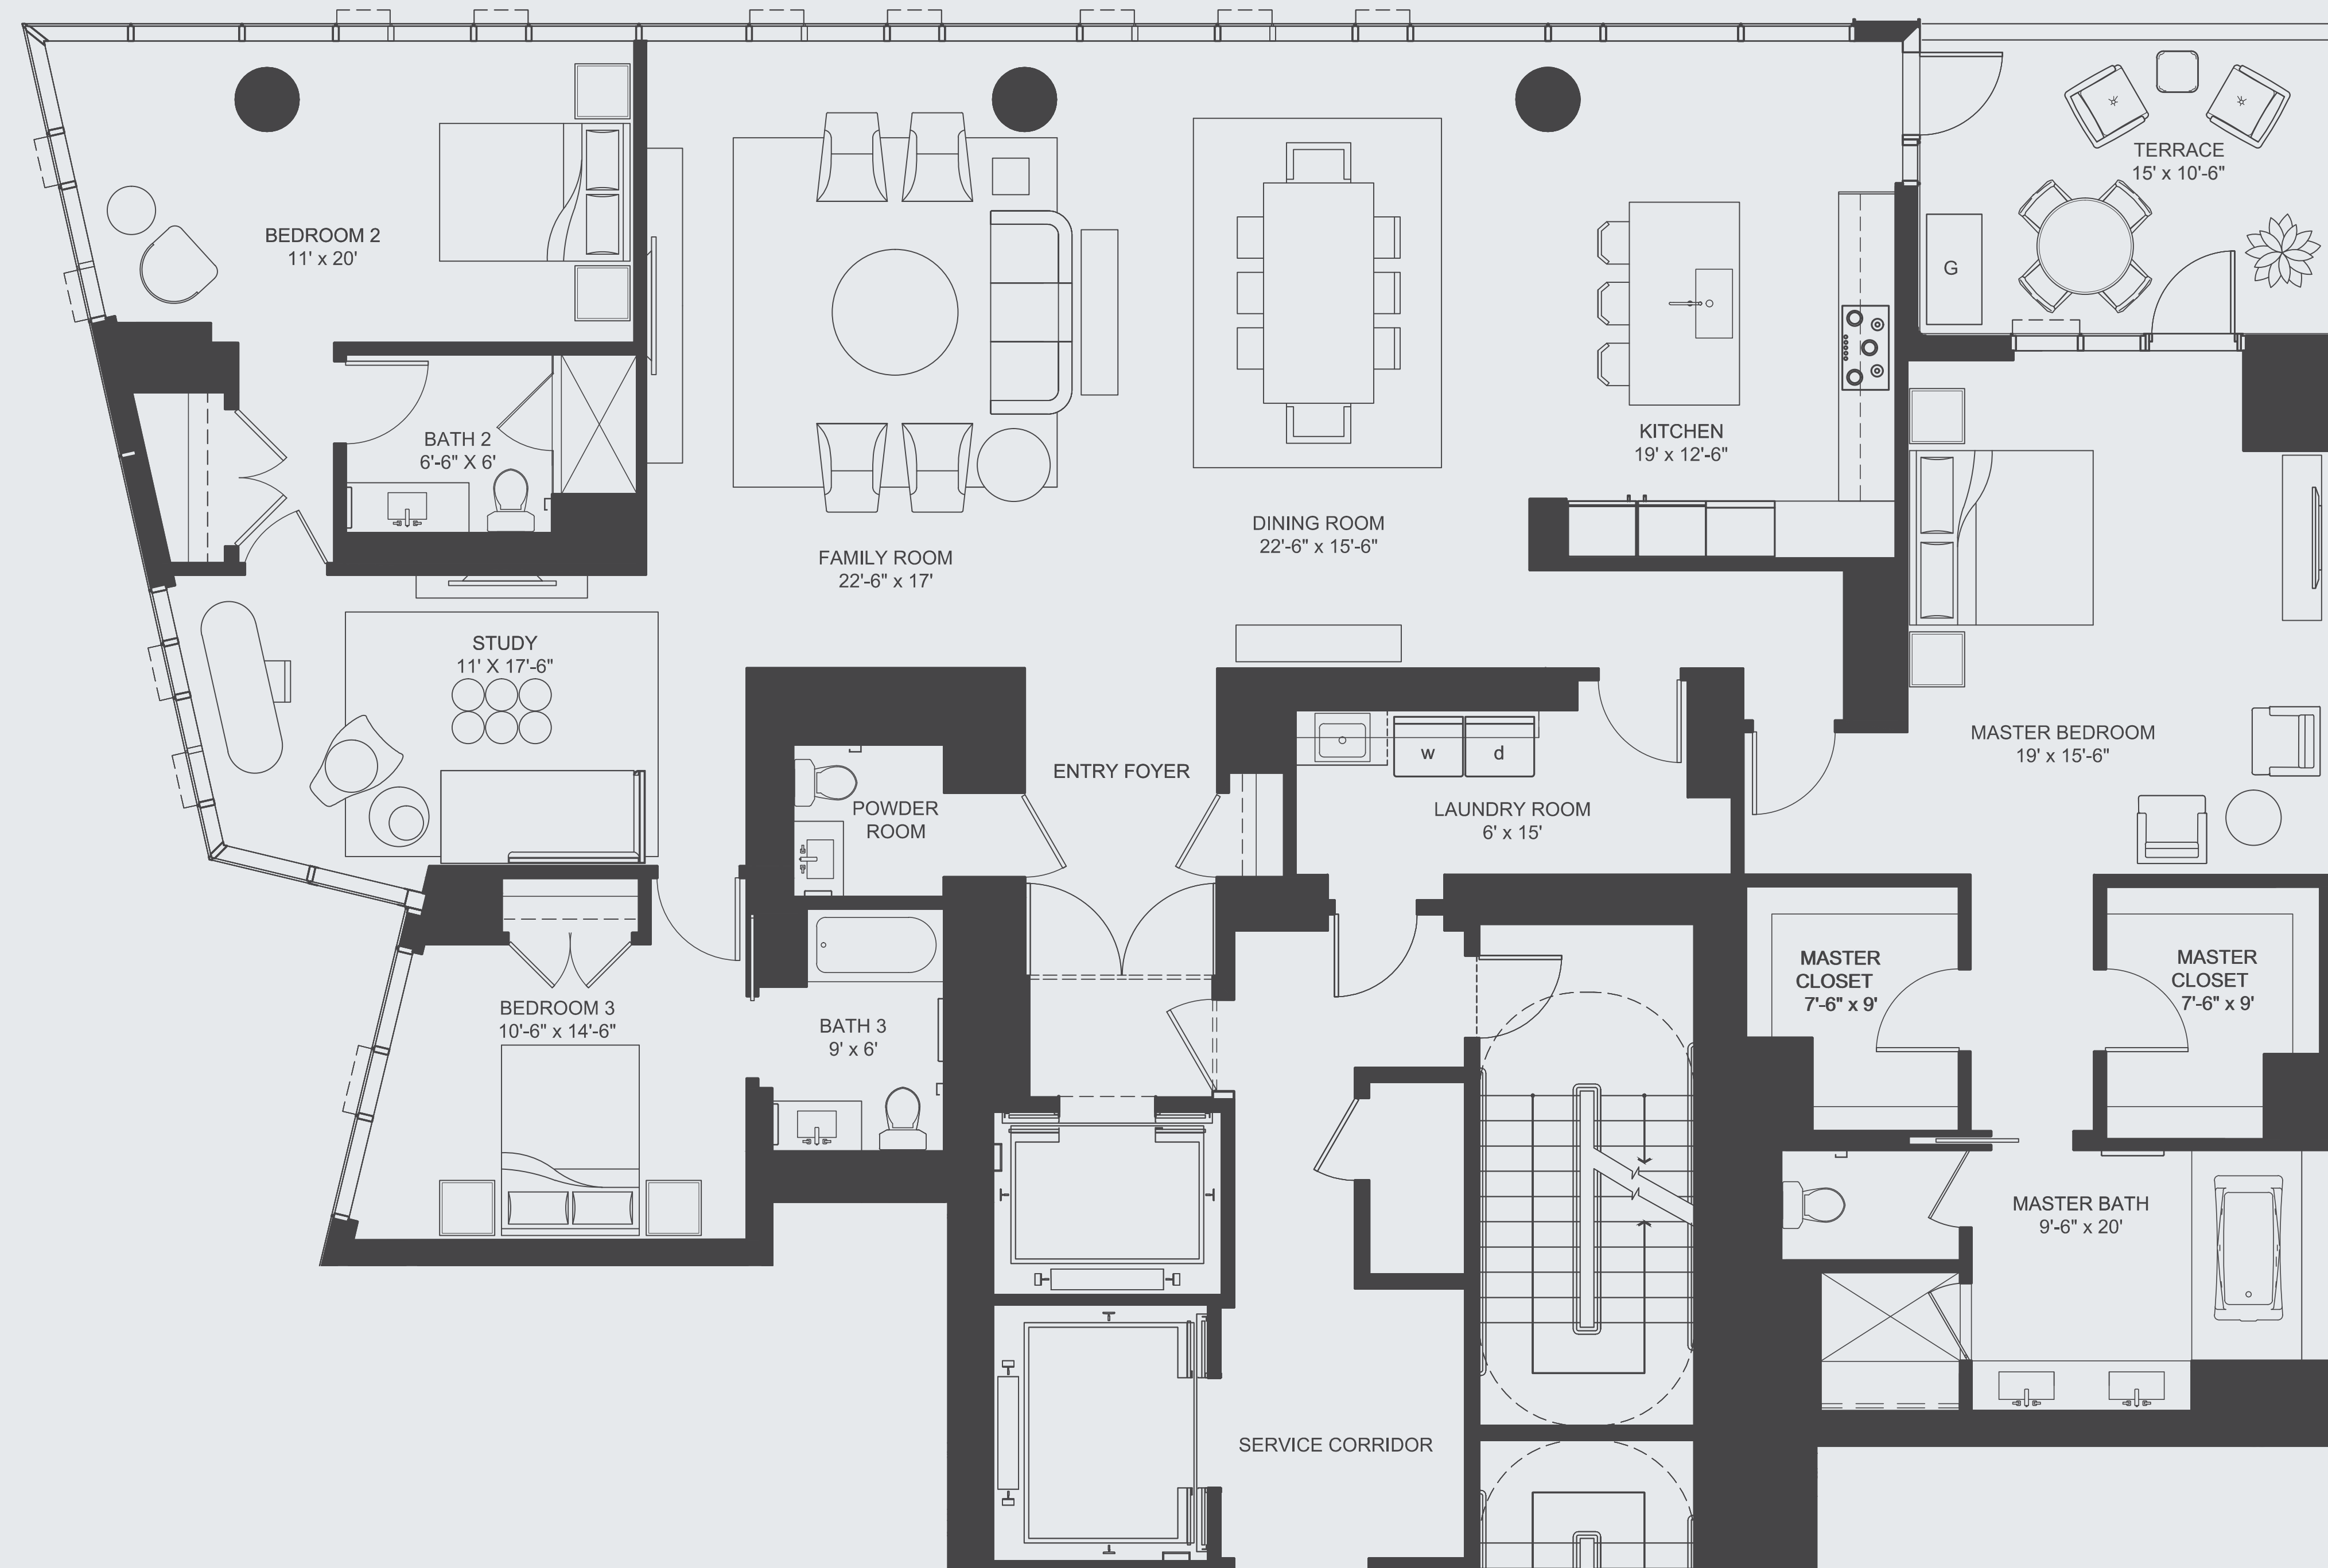 TERRACE
15' x 10'-6"
BEDROOM 2
11' x 20'
G
BATH 2
6'-6" X 6'
KITCHEN
19' x 12'-6"
DINING ROOM
22'-6" x 15'-6"
FAMILY ROOM
22'-6" x 17'
STUDY
11' X 17'-6"
MASTER BEDROOM
19' x 15'-6"
ENTRY FOYER
w
d
POWDER
ROOM
LAUNDRY ROOM
6' x 15'
MASTER
CLOSET
7'-6" x 9'
MASTER
CLOSET
7'-6" x 9'
BEDROOM 3
10'-6" x 14'-6"
BATH 3
9' x 6'
MASTER BATH
9'-6" x 20'
SERVICE CORRIDOR